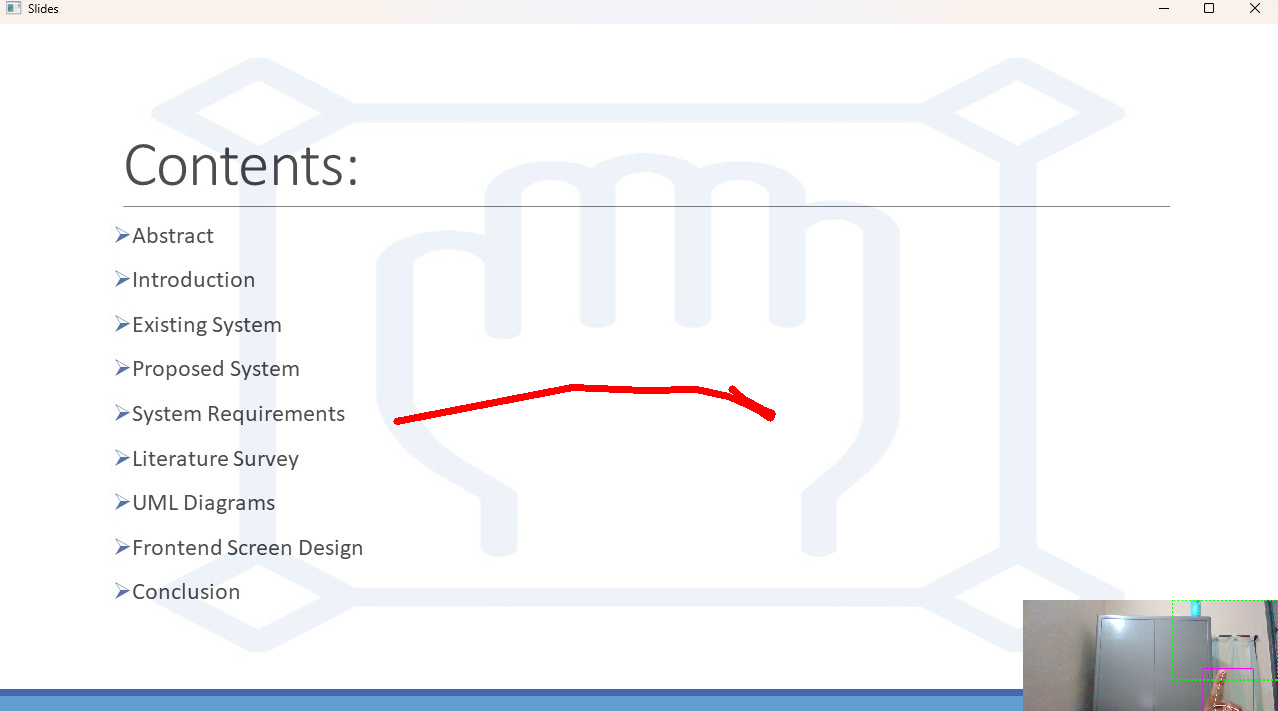 Slides
Contents:
Abstract
Introduction
Existing System
Proposed System
System Requirements
Literature Survey
UML Diagrams
Frontend Screen Design
Conclusion